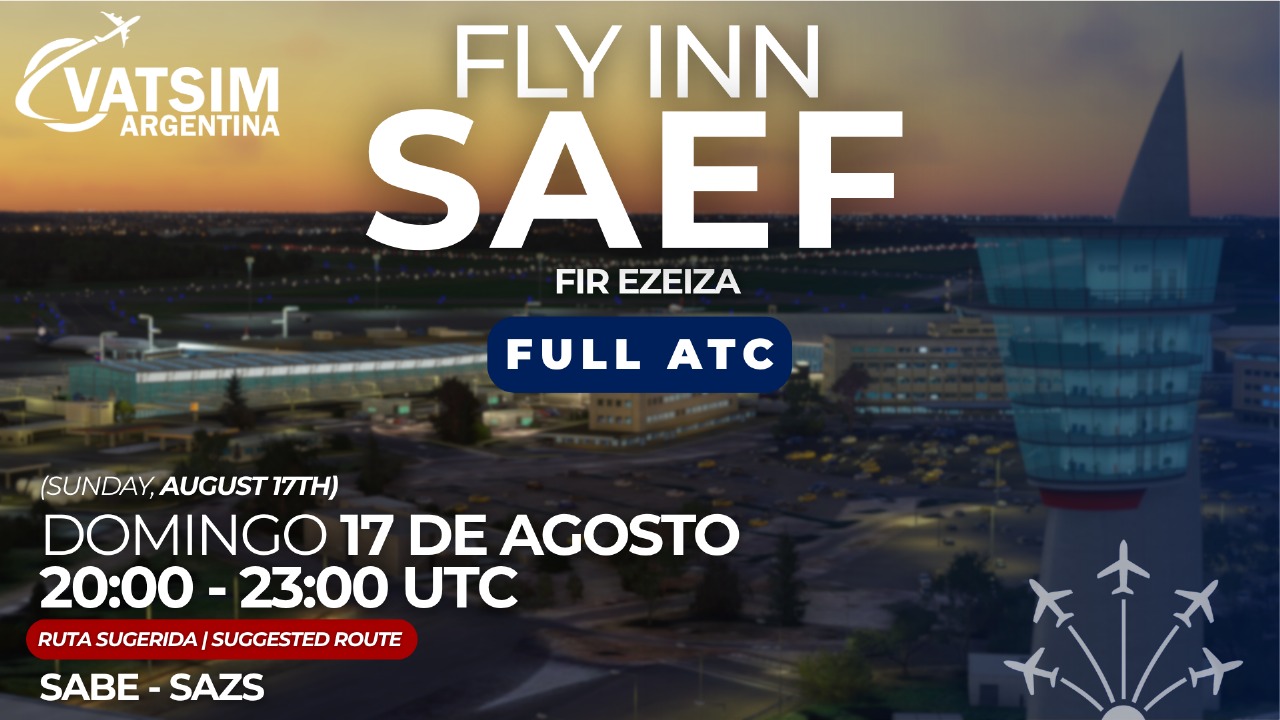 VATSIM
ARGENTINA
FLY INN
SAEF
FIR EZEIZA
FULL ATC
(SUNDAY, AUGUST 17TH)
DOMINGO 17 DE AGOSTO
20:00 - 23:00 UTC
RUTA SUGERIDA | SUGGESTED ROUTE
SABE - SAZS